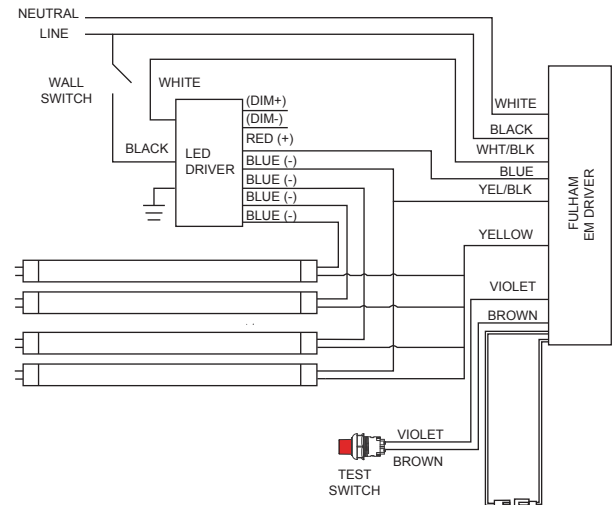 NEUTRAL
LINE
WALL
SWITCH
WHITE
BLACK
LED
DRIVER
(DIM+)
(DIM-)
RED (+)
BLUE (-)
BLUE (-)
BLUE (-)
BLUE (-)
WHITE
BLACK
WHT/BLK
BLUE
YEL/BLK
YELLOW
VIOLET
BROWN
FULHAM
EM DRIVER
VIOLET
BROWN
TEST
SWITCH